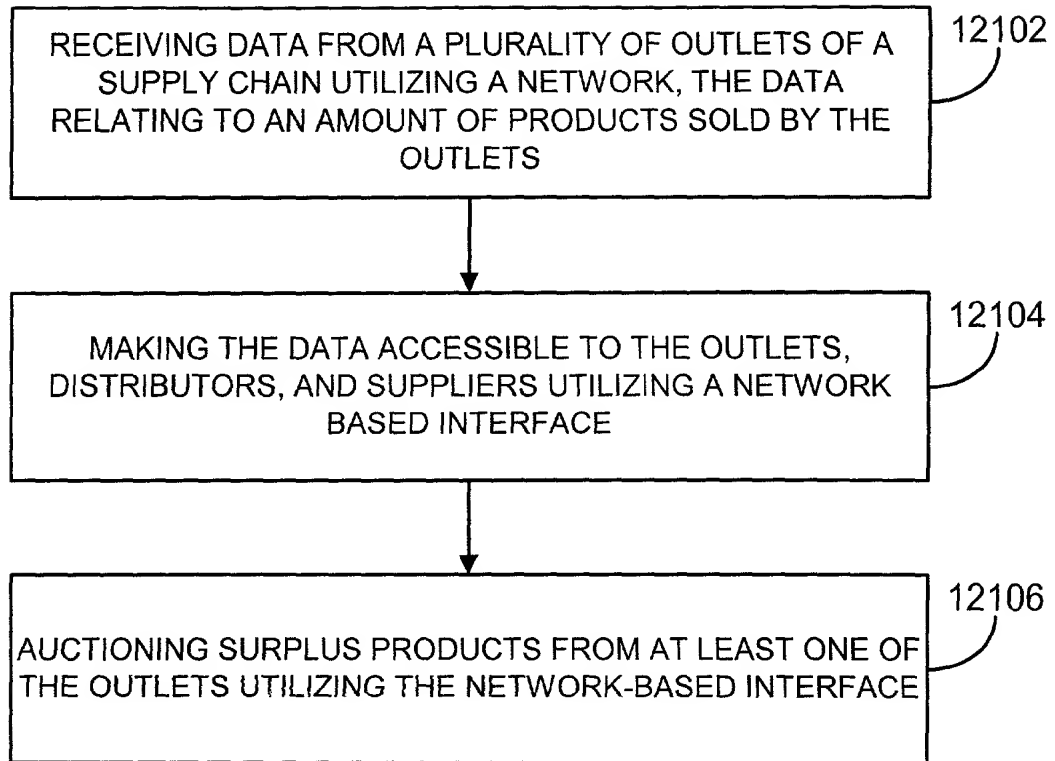 RECEIVING DATA FROM A PLURALITY OF OUTLETS OF A
SUPPLY CHAIN UTILIZING A NETWORK, THE DATA
RELATING TO AN AMOUNT OF PRODUCTS SOLD BY THE
OUTLETS
12102
MAKING THE DATA ACCESSIBLE TO THE OUTLETS,
DISTRIBUTORS, AND SUPPLIERS UTILIZING A NETWORK
BASED INTERFACE
12104
AUCTIONING SURPLUS PRODUCTS FROM AT LEAST ONE OF
THE OUTLETS UTILIZING THE NETWORK-BASED INTERFACE
12106